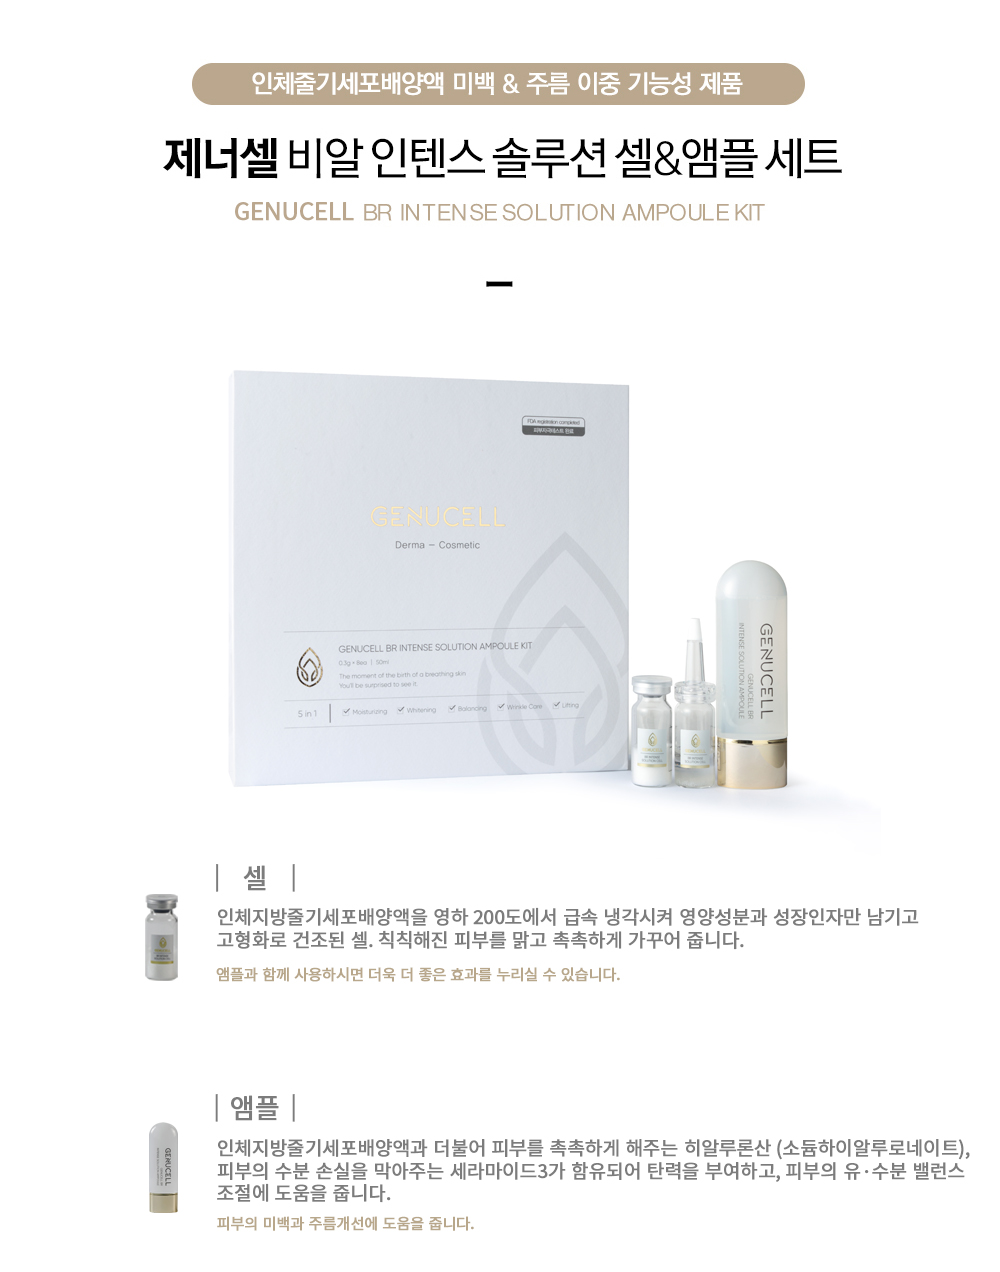 인체줄기세포배양액 미백 & 주름 이중 기능성 제품
제너셀 비알 인텐스 솔루션 셀&앰플 세트
GENUCELL BR INTENSE SOLUTION AMPOULE KIT
FDA registration completed
피부자극테스트 완료
GENUCELL
Derma – Cosmetic
GENUCELL BR INTENSE SOLUTION AMPOULE KIT
0.3g * 8ea | 50ml
The moment of the birth of a breathing skin
You'll be surprised to see it.
5 in 1
Moisturizing
Whitening
Balancing
Wrinkle Care
Lifting
GENUCELL
GENUCELL BR
INTENSE SOLUTION AMPOULE
GENUCELL
GENUCELL
셀
인체지방줄기세포배양액을 영하 200도에서 급속 냉각시켜 영양성분과 성장인자만 남기고
고형화로 건조된 셀. 칙칙해진 피부를 맑고 촉촉하게 가꾸어 줍니다.
앰플과 함께 사용하시면 더욱 더 좋은 효과를 누리실 수 있습니다.
앰플
GENUCELL
인체지방줄기세포배양액과 더불어 피부를 촉촉하게 해주는 히알루론산 (소듐하이알루로네이트),
피부의 수분 손실을 막아주는 세라마이드3가 함유되어 탄력을 부여하고, 피부의 유·수분 밸런스
조절에 도움을 줍니다.
피부의 미백과 주름개선에 도움을 줍니다.